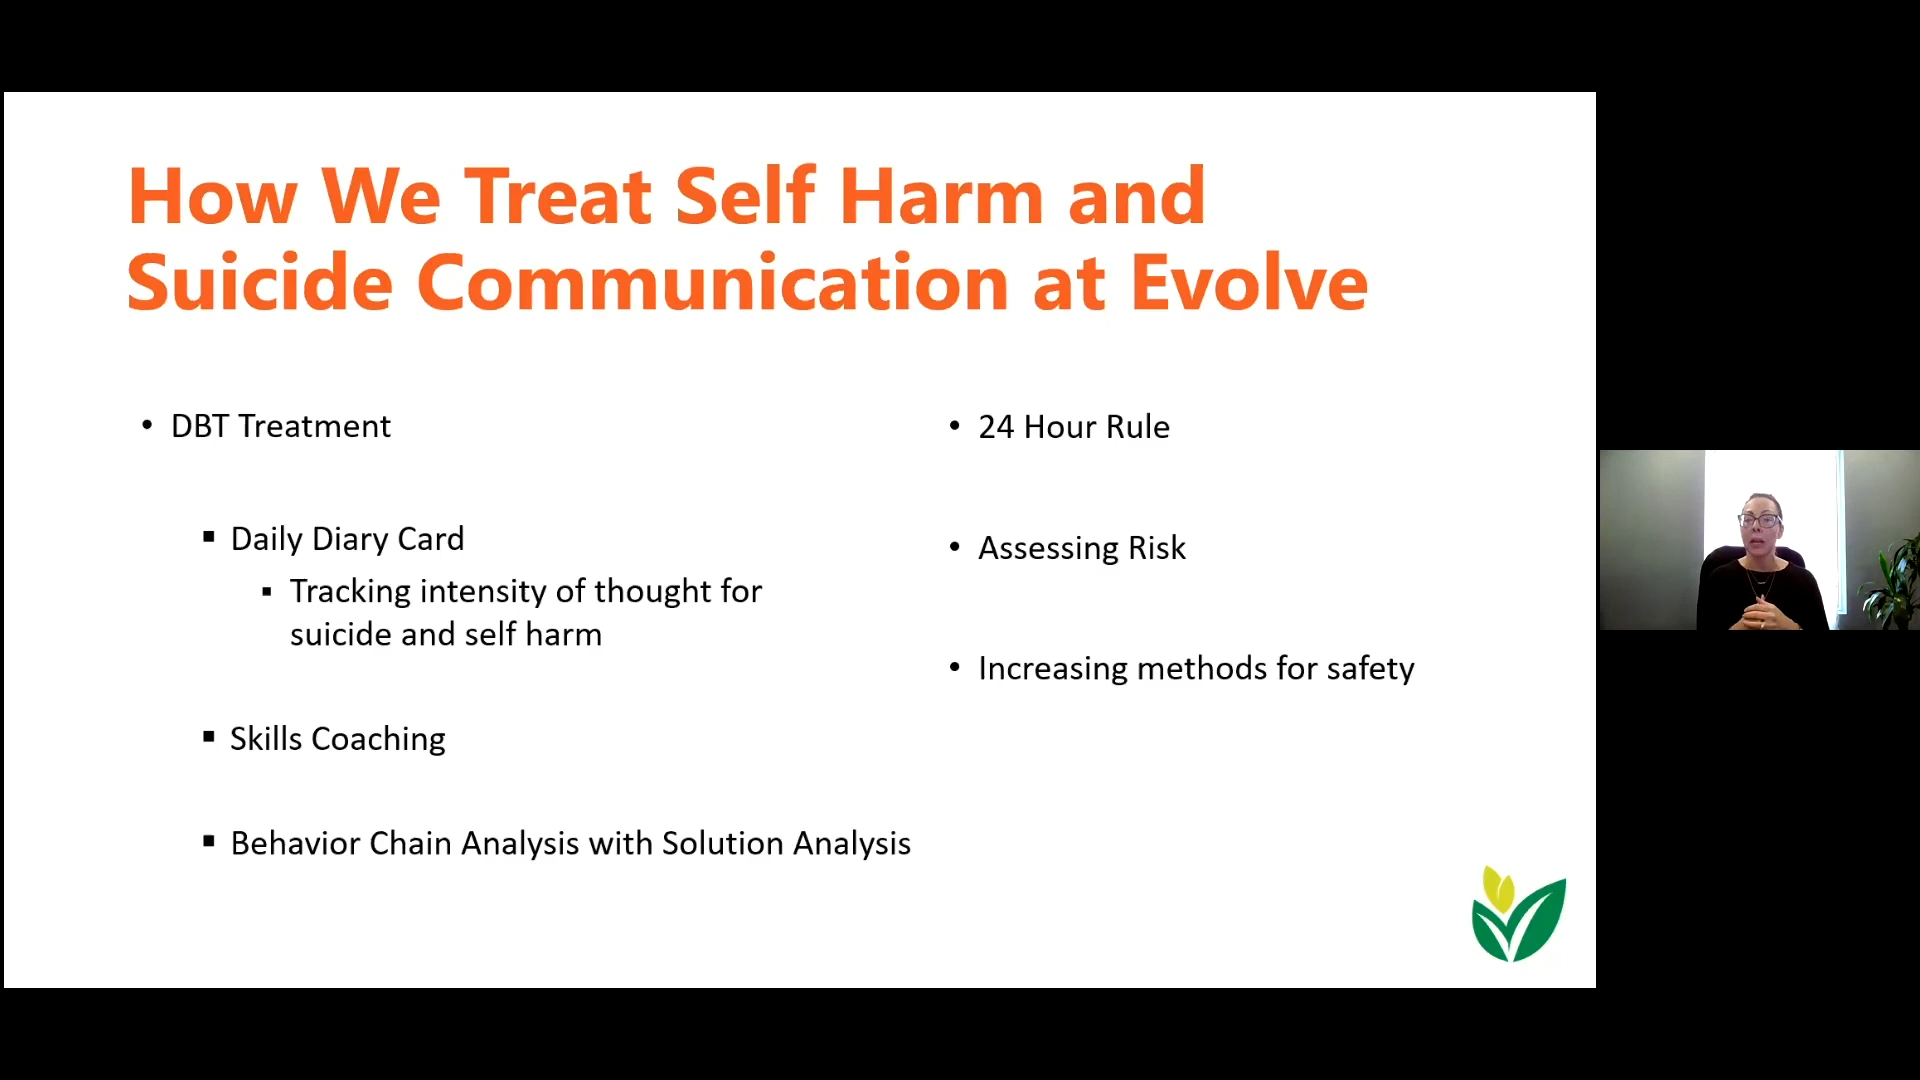 How We Treat Self Harm and
Suicide Communication at Evolve
• DBT Treatment
▪ Daily Diary Card
▪ Tracking intensity of thought for
suicide and self harm
▪ Skills Coaching
▪ Behavior Chain Analysis with Solution Analysis
• 24 Hour Rule
• Assessing Risk
• Increasing methods for safety